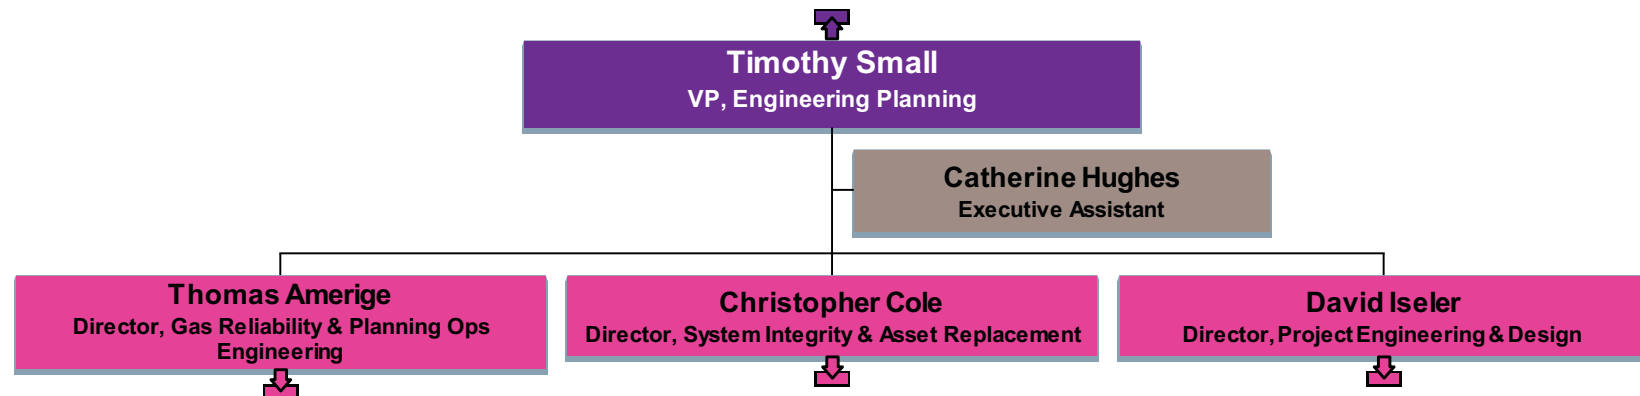 Timothy Small
VP, Engineering Planning
Catherine Hughes
Executive Assistant
Thomas Amerige
Director, Gas Reliability & Planning Ops
Engineering
Christopher Cole
Director, System Integrity & Asset Replacement
David Iseler
Director, Project Engineering & Design